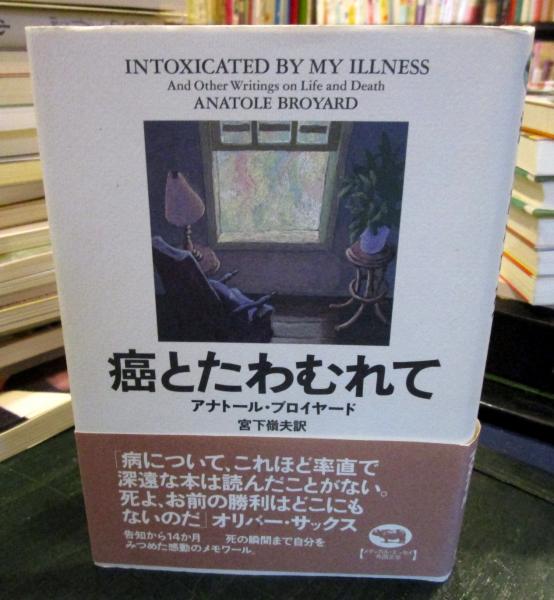 INTOXICATED BY MY ILLNESS
And Other Writings on Life and Death
ANATOLE BROYARD
癌とたわむれて
アナトール・ブロイヤード
宮下嶺夫訳
「病について、これほど率直で
深遠な本は読んだことがない。
死よ、お前の勝利はどこにも
ないのだ」オリバー・サックス
告知から14か月 死の瞬間まで自分を
みつめた感動のメモワール。